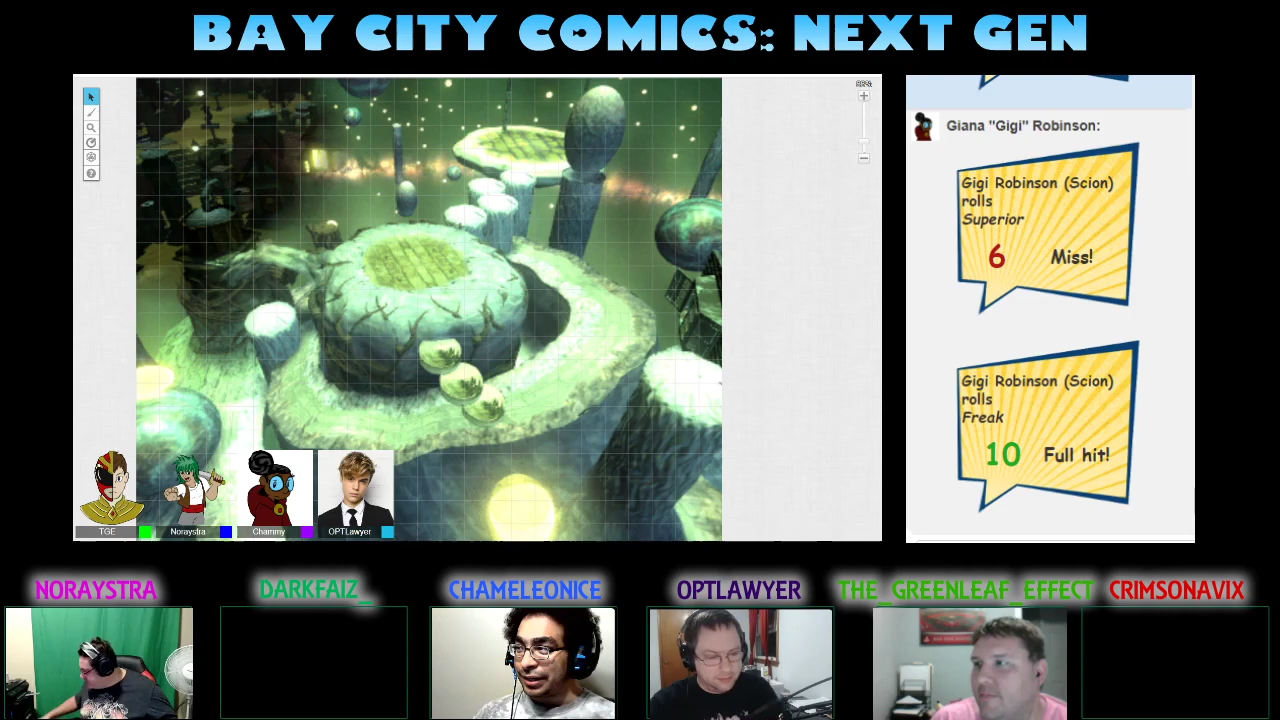 BAY CITY COMICS: NEXT GEN
Giana "Gigi" Robinson:
Gigi Robinson (Scion)
rolls
Superior
6 Miss!
Gigi Robinson (Scion)
rolls
Freak
10 Full hit!
TGE
Noraystra
Chammy
OPTLawyer
NORAYSTRA
DARKFAIZ_
CHAMELEONICE
OPTLAWYER
THE_GREENLEAF_EFFECT
CRIMSONAVIX